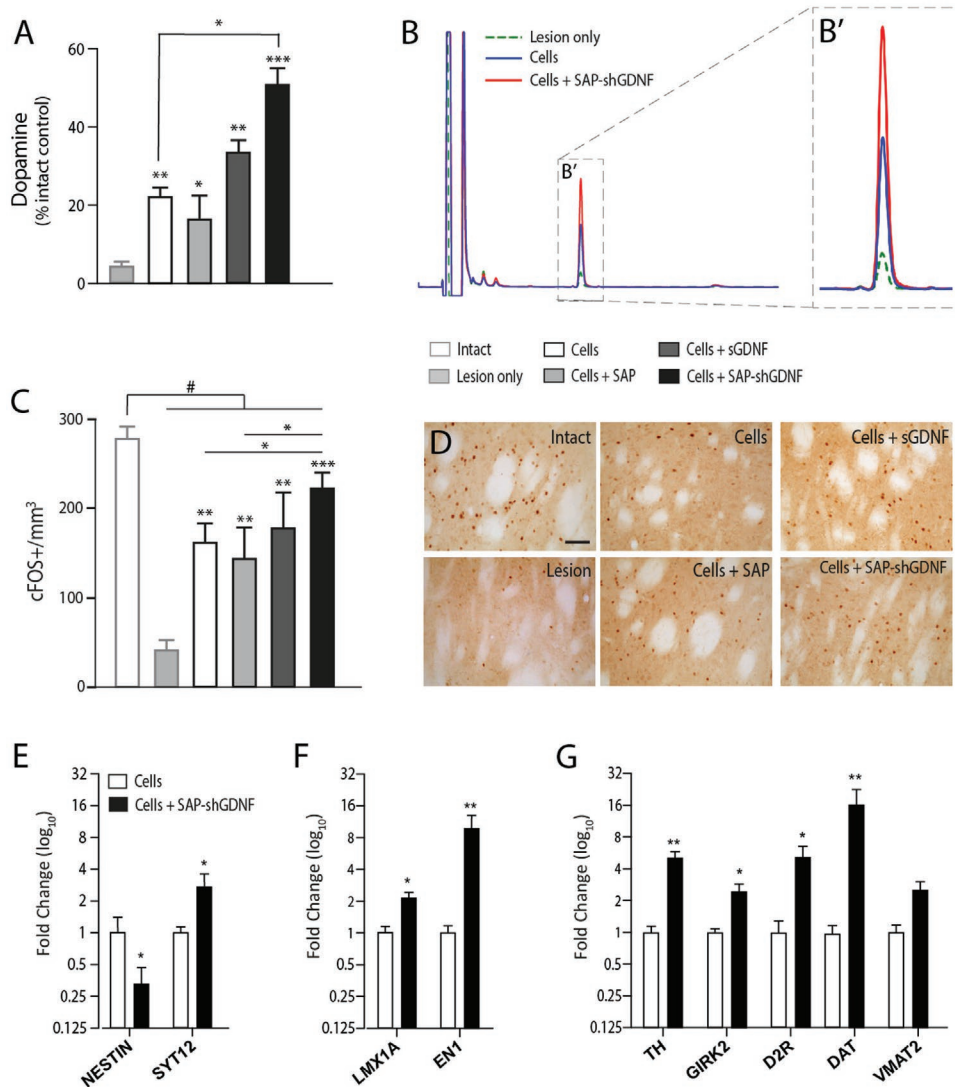 A
Dopamine
(% intact control)
60
40
20
0
*
**
*
**
***
B
Lesion only
Cells
Cells + SAP-shGDNF
B'
B'
Intact
Cells
Cells + sGDNF
Lesion only
Cells + SAP
Cells + SAP-shGDNF
C
cFOS+/mm³
300
200
100
0
#
*
*
**
**
**
***
D
Intact
Cells
Cells + sGDNF
Lesion
Cells + SAP
Cells + SAP-shGDNF
E
Fold Change (log₁₀)
32
16
8
4
2
1
0.5
0.25
0.125
Cells
Cells + SAP-shGDNF
*
*
NESTIN
SYT12
F
Fold Change (log₁₀)
32
16
8
4
2
1
0.5
0.25
0.125
*
**
LMX1A
EN1
G
Fold Change (log₁₀)
32
16
8
4
2
1
0.5
0.25
0.125
**
*
*
**
TH
GIRK2
D2R
DAT
VMAT2